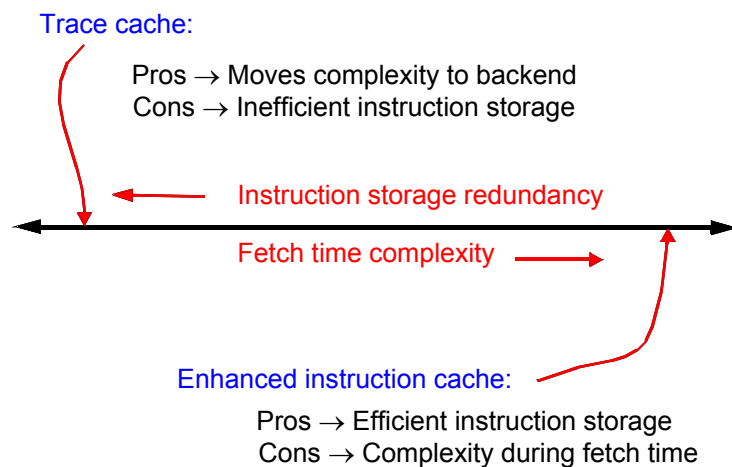 Trace cache:
Pros → Moves complexity to backend
Cons → Inefficient instruction storage
Instruction storage redundancy
Fetch time complexity
Enhanced instruction cache:
Pros → Efficient instruction storage
Cons → Complexity during fetch time